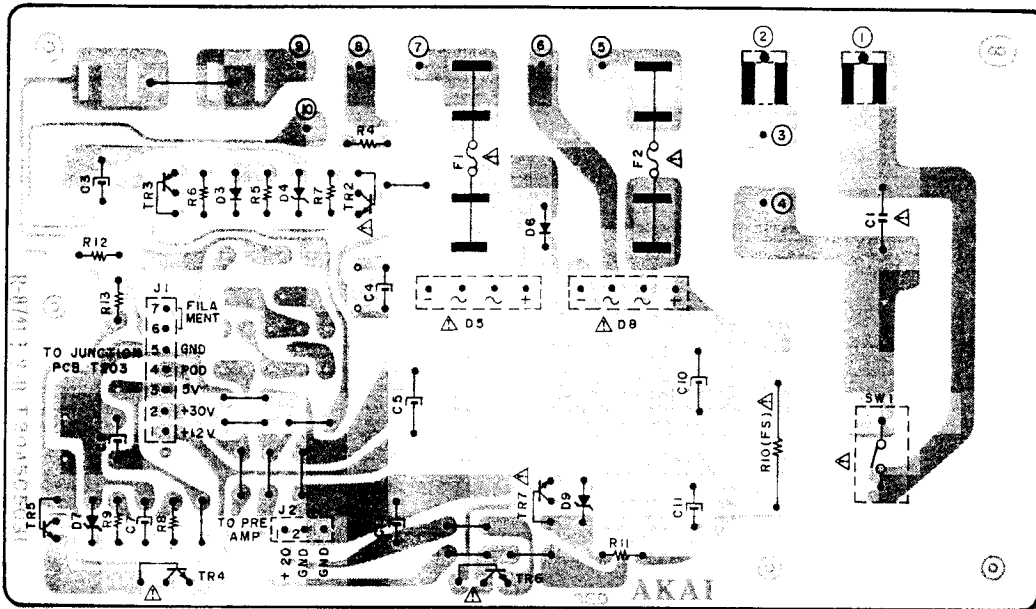 9 8 7 6 5 2 1
10
3
4
R4
F1
F2
C3
TR3
R6
D3
R5
D4
R7
TR2
D6
C1
R12
R13
C4
J1
7 FILA
6 MENT
5 GND
TO JUNCTION
4 POD
3 5V
2 +30V
1 +12V
- ~ ~ +
D5
- ~ ~ +
D8
C5
C10
R10(FS)
SW1
TR5
D7
R9
C7
R8
J2
TO PRE
AMP
2
+20
GND
GND
TR7
D9
C11
R11
TR4
TR6
AKAI